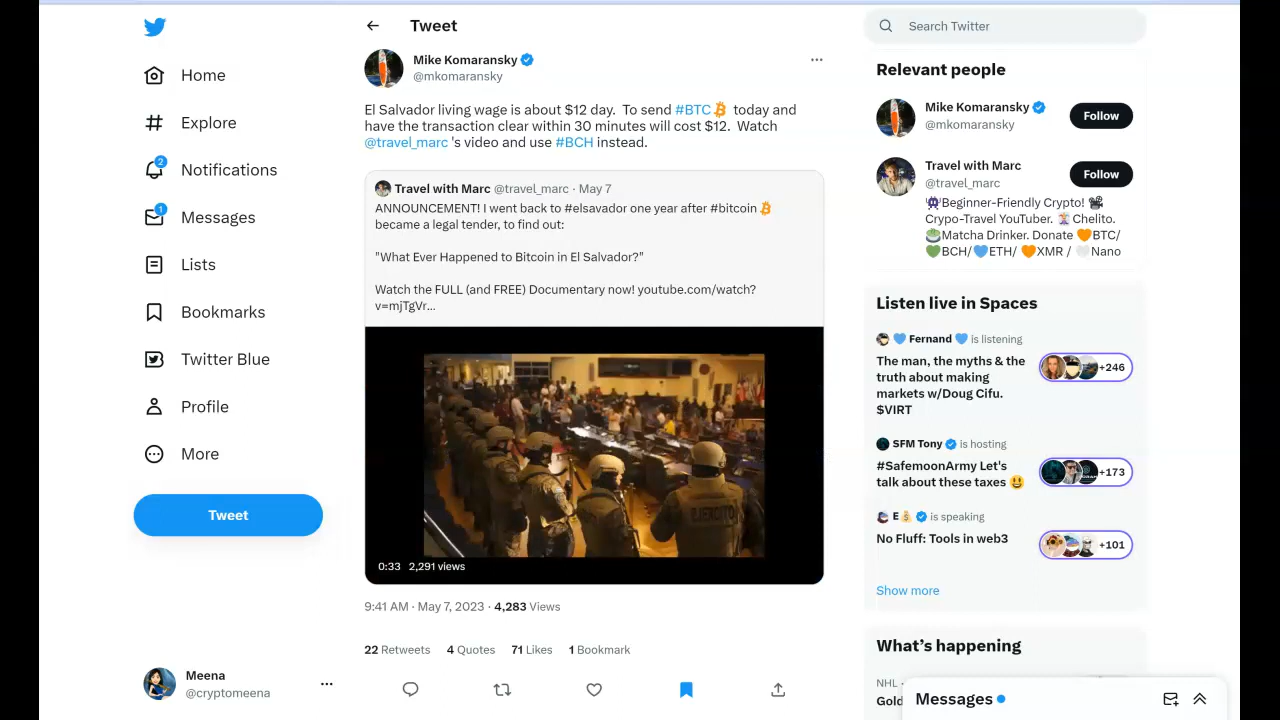 Tweet
Search Twitter
Home
Explore
2
Notifications
1
Messages
Lists
Bookmarks
Twitter Blue
Profile
More
Tweet
Meena
@cryptomeena
Mike Komaransky
@mkomaransky
El Salvador living wage is about $12 day. To send #BTC today and
have the transaction clear within 30 minutes will cost $12. Watch
@travel_marc 's video and use #BCH instead.
Travel with Marc @travel_marc · May 7
ANNOUNCEMENT! I went back to #elsavador one year after #bitcoin
became a legal tender, to find out:
"What Ever Happened to Bitcoin in El Salvador?"
Watch the FULL (and FREE) Documentary now! youtube.com/watch?
v=mjTgVr...
EJERCITO
0:33 2,291 views
9:41 AM · May 7, 2023 · 4,283 Views
22 Retweets 4 Quotes 71 Likes 1 Bookmark
Relevant people
Mike Komaransky
@mkomaransky
Follow
Travel with Marc
@travel_marc
Follow
Beginner-Friendly Crypto!
Crypo-Travel YouTuber. Chelito.
Matcha Drinker. Donate 🧡BTC/
💚BCH/💙ETH/ 🧡XMR / 🤍Nano
Listen live in Spaces
💙 Fernand 💙 is listening
The man, the myths & the
truth about making
markets w/Doug Cifu.
$VIRT
+246
SFM Tony is hosting
#SafemoonArmy Let's
talk about these taxes 😃
+173
E💰 is speaking
No Fluff: Tools in web3
+101
Show more
What's happening
NHL ·
Gold
Messages